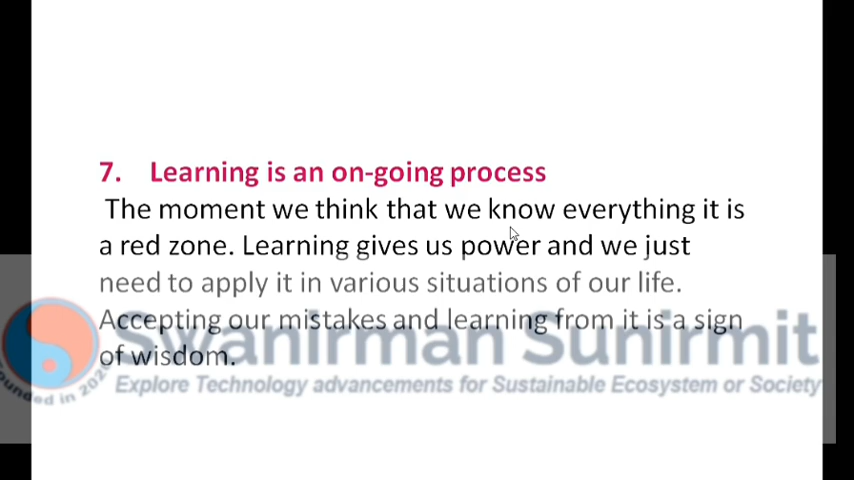 7. Learning is an on-going process
The moment we think that we know everything it is
a red zone. Learning gives us power and we just
need to apply it in various situations of our life.
Accepting our mistakes and learning from it is a sign
of wisdom.
Swanirman Sunirmit
Explore Technology advancements for Sustainable Ecosystem or Society
ounded in 202